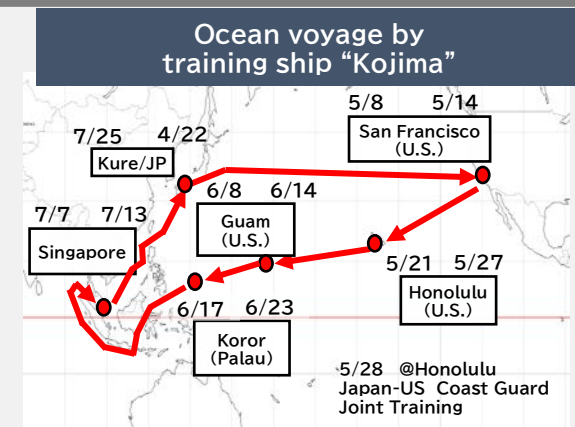 Ocean voyage by
training ship “Kojima”
5/8 5/14
San Francisco
(U.S.)
7/25 4/22
Kure/JP
6/8 6/14
Guam
(U.S.)
7/7 7/13
Singapore
5/21 5/27
Honolulu
(U.S.)
6/17 6/23
Koror
(Palau)
5/28 @Honolulu
Japan-US Coast Guard
Joint Training